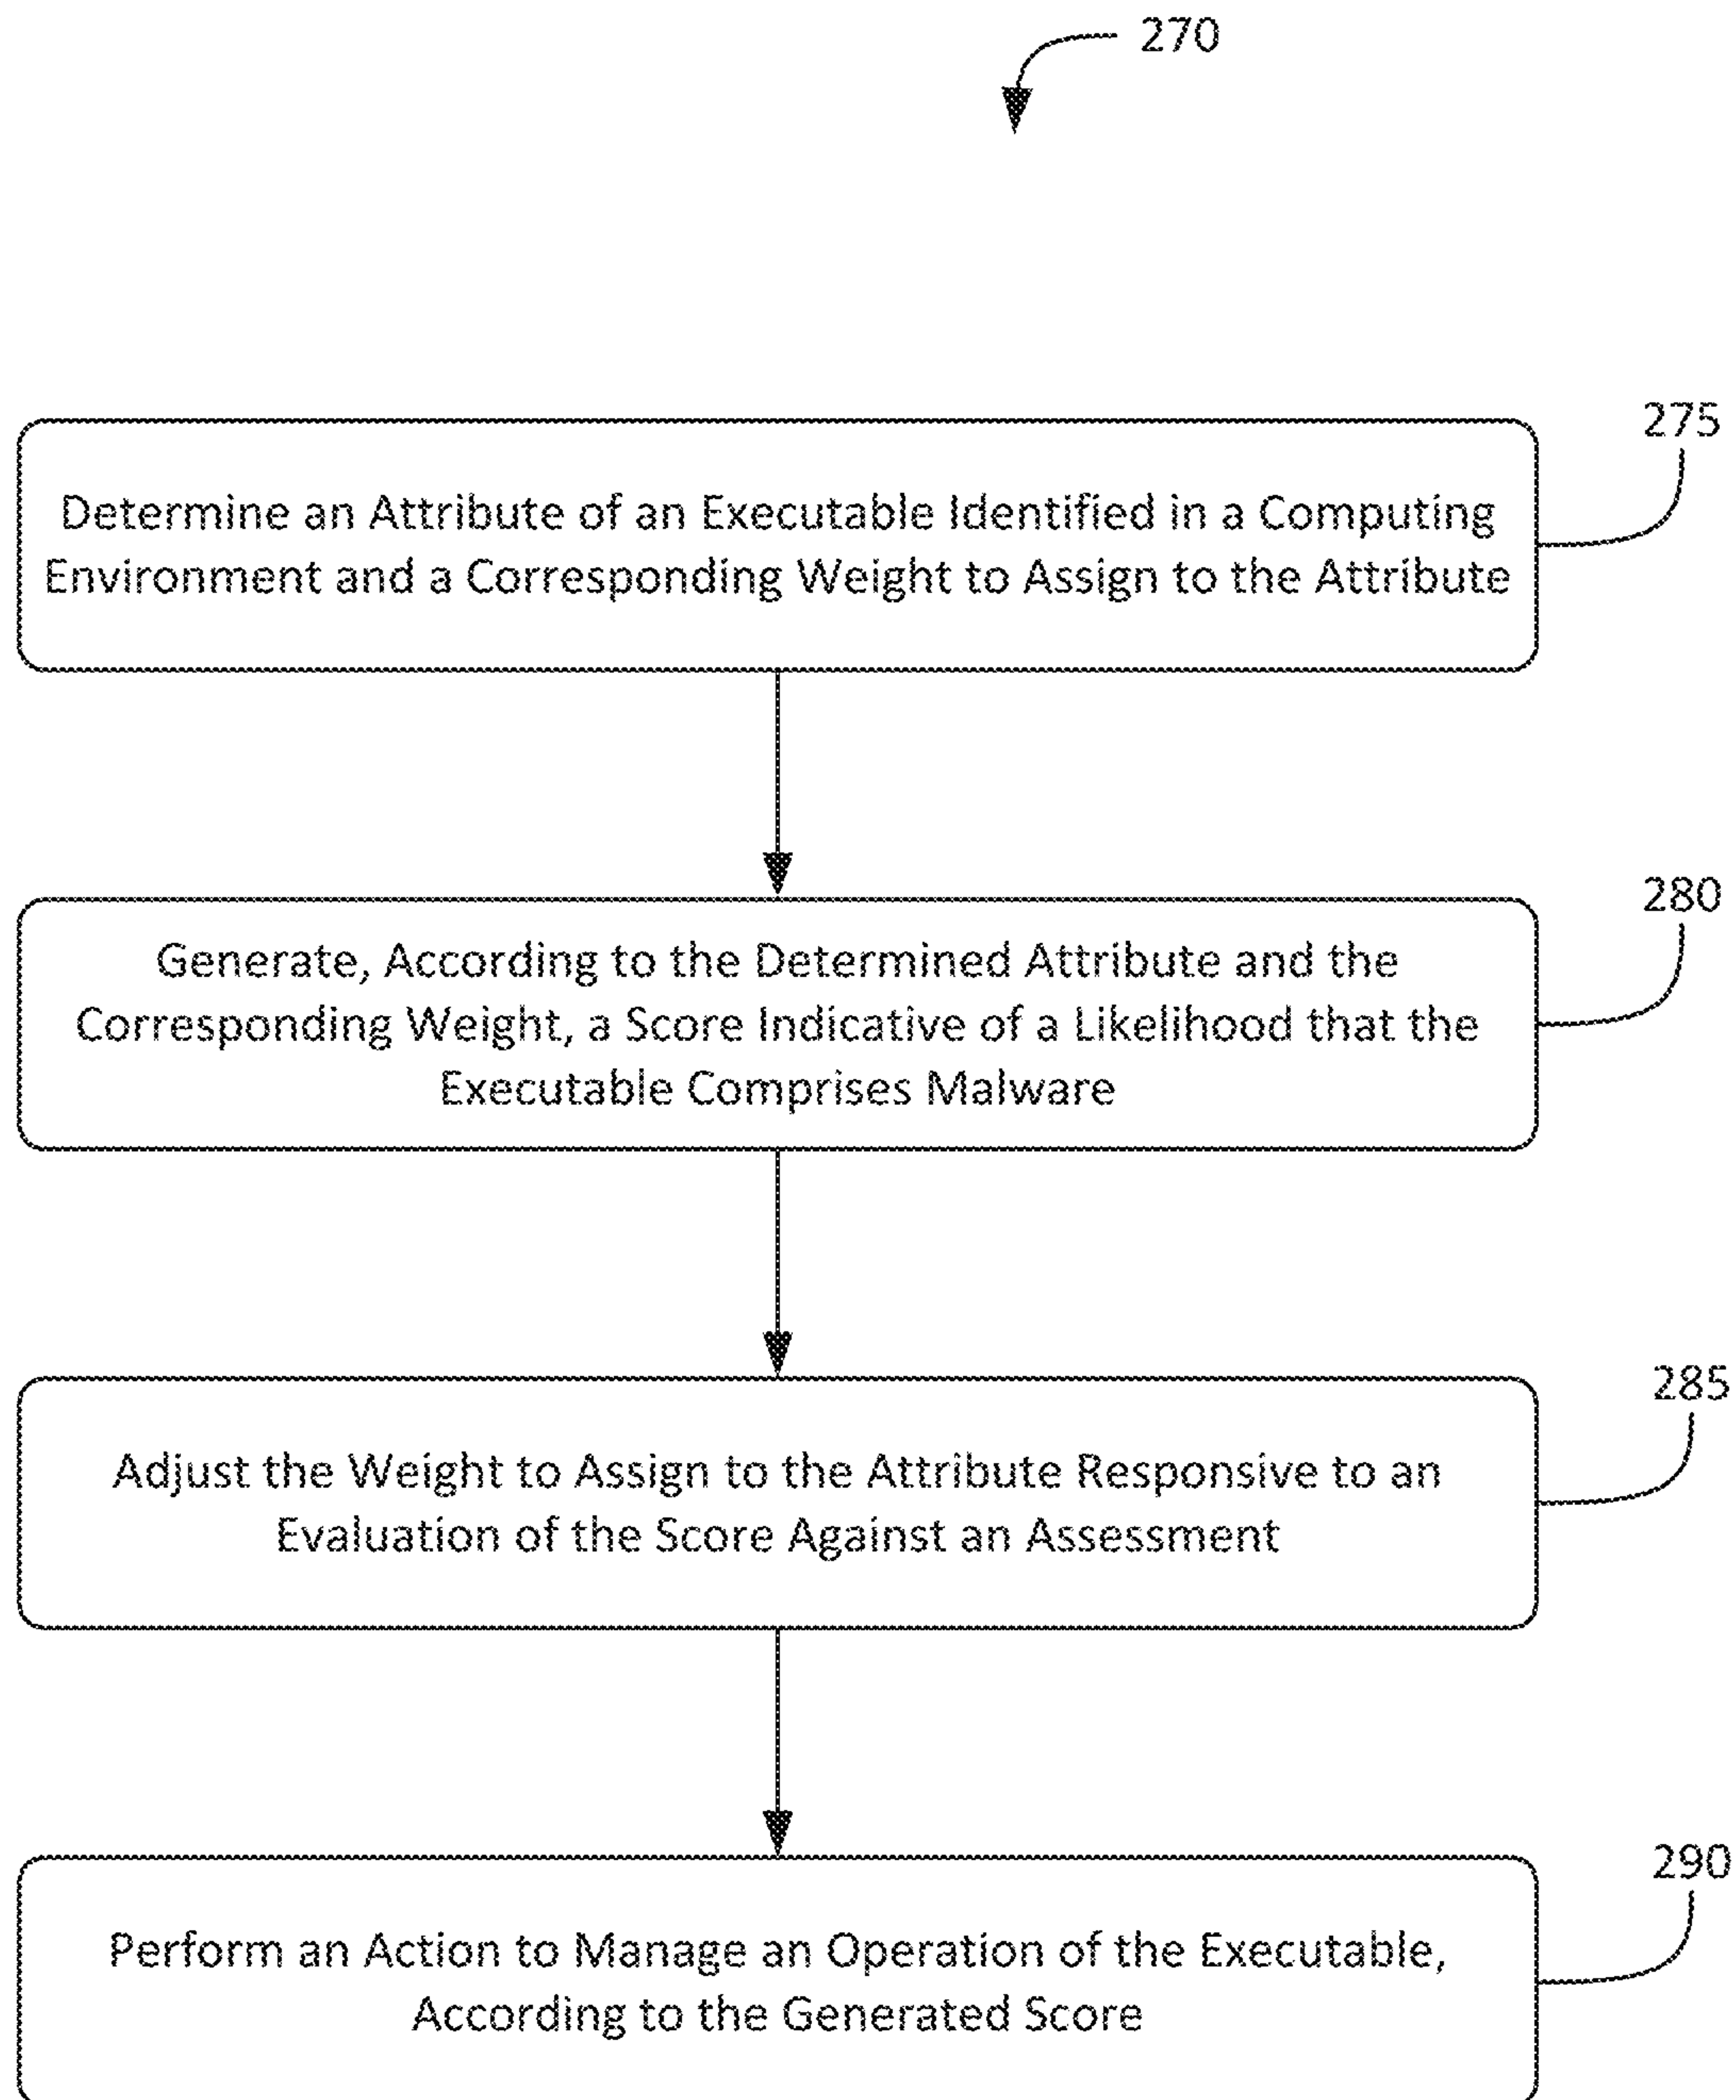 270
275
Determine an Attribute of an Executable Identified in a Computing
Environment and a Corresponding Weight to Assign to the Attribute
280
Generate, According to the Determined Attribute and the
Corresponding Weight, a Score Indicative of a Likelihood that the
Executable Comprises Malware
285
Adjust the Weight to Assign to the Attribute Responsive to an
Evaluation of the Score Against an Assessment
290
Perform an Action to Manage an Operation of the Executable,
According to the Generated Score